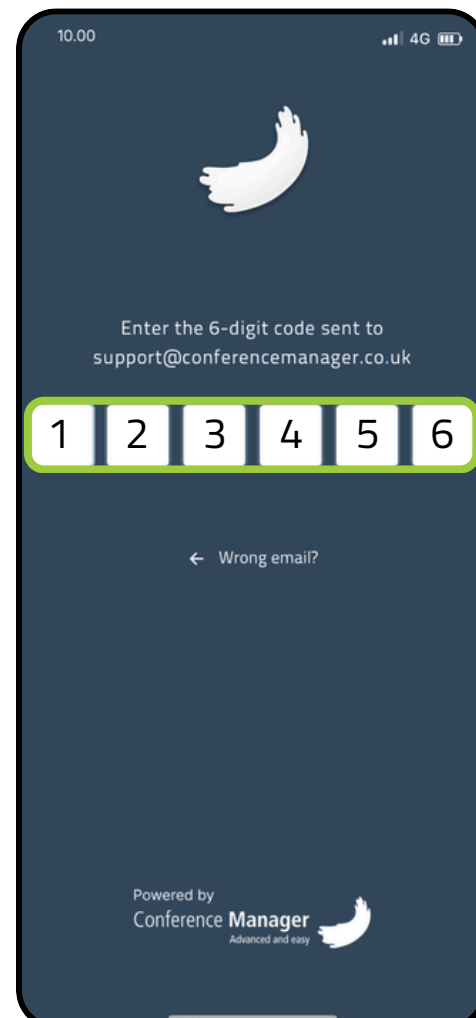 10.00 4G
Enter the 6-digit code sent to
support@conferencemanager.co.uk
1 2 3 4 5 6
← Wrong email?
Powered by
Conference Manager
Advanced and easy